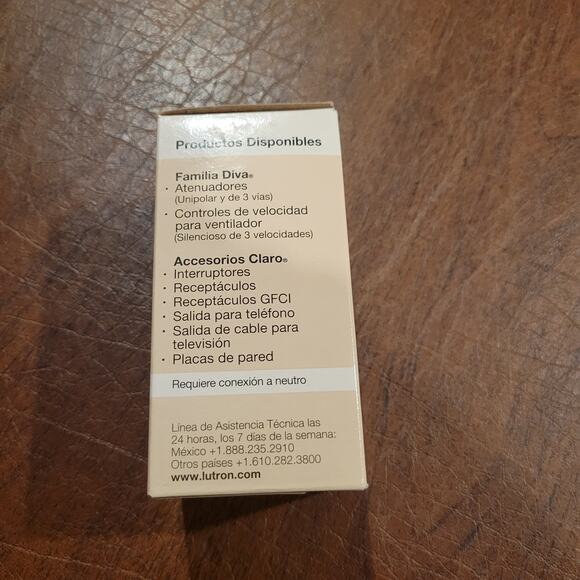 Productos Disponibles
Familia Diva®
· Atenuadores
(Unipolar y de 3 vías)
· Controles de velocidad
para ventilador
(Silencioso de 3 velocidades)
Accesorios Claro®
· Interruptores
· Receptáculos
· Receptáculos GFCI
· Salida para teléfono
· Salida de cable para
televisión
· Placas de pared
Requiere conexión a neutro
Línea de Asistencia Técnica las
24 horas, los 7 días de la semana:
México +1.888.235.2910
Otros países +1.610.282.3800
www.lutron.com